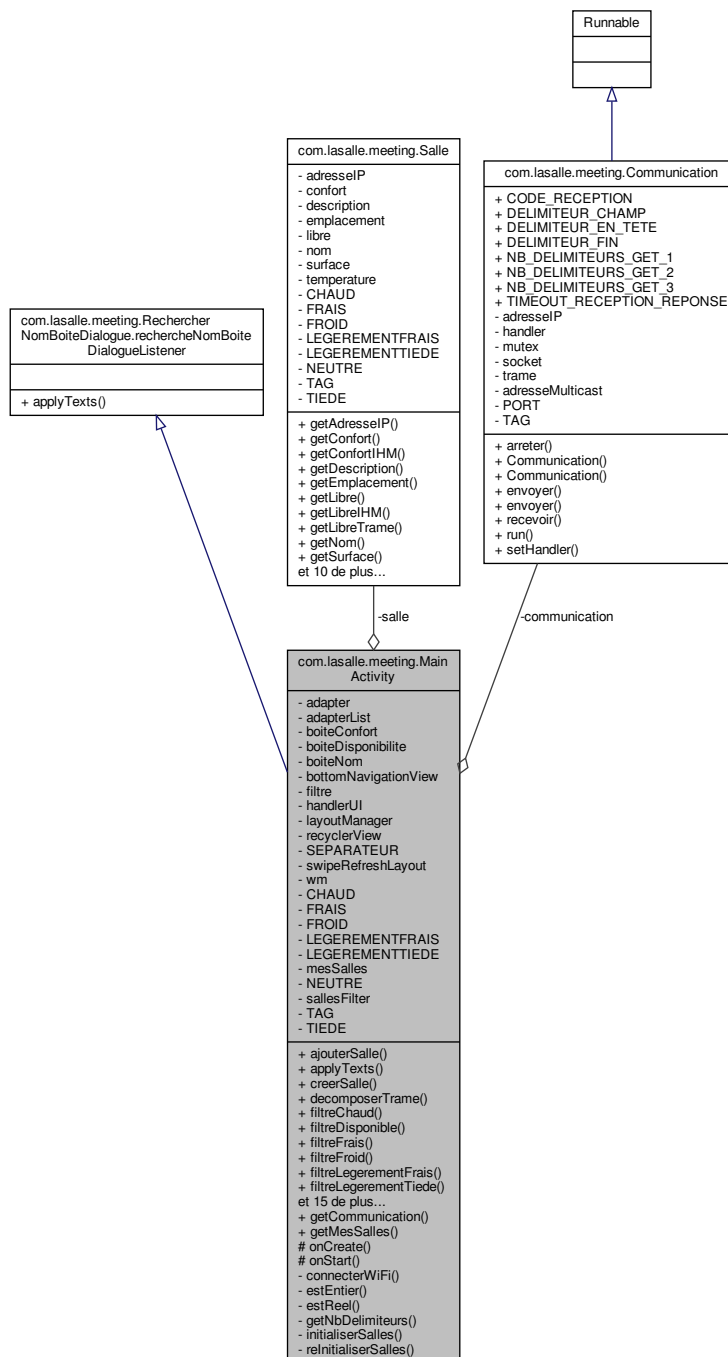 Runnable
com.lasalle.meeting.Salle
- adresseIP
- confort
- description
- emplacement
- libre
- nom
- surface
- temperature
- CHAUD
- FRAIS
- FROID
- LEGEREMENTFRAIS
- LEGEREMENTTIEDE
- NEUTRE
- TAG
- TIEDE
+ getAdresseIP()
+ getConfort()
+ getConfortIHM()
+ getDescription()
+ getEmplacement()
+ getLibre()
+ getLibreIHM()
+ getLibreTrame()
+ getNom()
+ getSurface()
et 10 de plus...
com.lasalle.meeting.Communication
+ CODE_RECEPTION
+ DELIMITEUR_CHAMP
+ DELIMITEUR_EN_TETE
+ DELIMITEUR_FIN
+ NB_DELIMITEURS_GET_1
+ NB_DELIMITEURS_GET_2
+ NB_DELIMITEURS_GET_3
+ TIMEOUT_RECEPTION_REPONSE
- adresseIP
- handler
- mutex
- socket
- trame
- adresseMulticast
- PORT
- TAG
+ arreter()
+ Communication()
+ Communication()
+ envoyer()
+ envoyer()
+ recevoir()
+ run()
+ setHandler()
com.lasalle.meeting.Rechercher
NomBoiteDialogue.rechercheNomBoite
DialogueListener
+ applyTexts()
-salle
-communication
com.lasalle.meeting.Main
Activity
- adapter
- adapterList
- boiteConfort
- boiteDisponibilite
- boiteNom
- bottomNavigationView
- filtre
- handlerUI
- layoutManager
- recyclerView
- SEPARATEUR
- swipeRefreshLayout
- wm
- CHAUD
- FRAIS
- FROID
- LEGEREMENTFRAIS
- LEGEREMENTTIEDE
- mesSalles
- NEUTRE
- sallesFilter
- TAG
- TIEDE
+ ajouterSalle()
+ applyTexts()
+ creerSalle()
+ decomposerTrame()
+ filtreChaud()
+ filtreDisponible()
+ filtreFrais()
+ filtreFroid()
+ filtreLegerementFrais()
+ filtreLegerementTiede()
et 15 de plus...
+ getCommunication()
+ getMesSalles()
# onCreate()
# onStart()
- connecterWiFi()
- estEntier()
- estReel()
- getNbDelimiteurs()
- initialiserSalles()
- reInitialiserSalles()